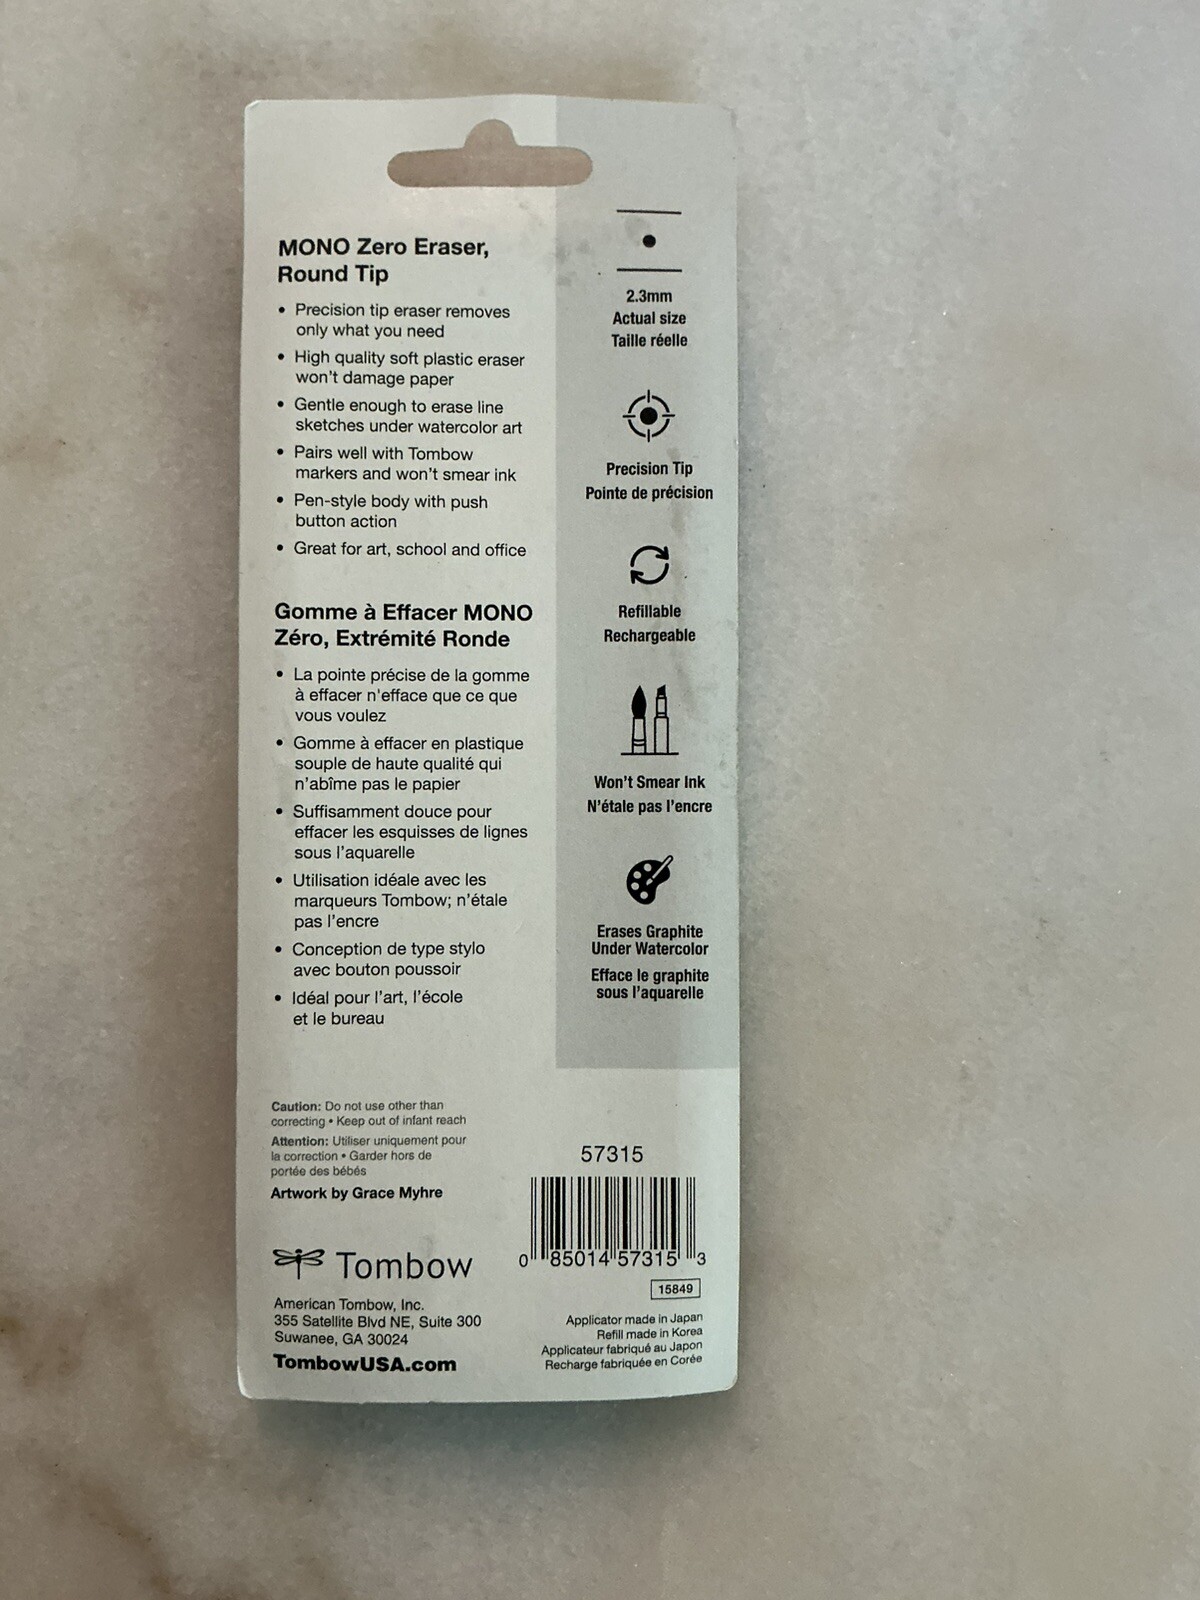 MONO Zero Eraser,
Round Tip
• Precision tip eraser removes
only what you need
• High quality soft plastic eraser
won't damage paper
• Gentle enough to erase line
sketches under watercolor art
• Pairs well with Tombow
markers and won't smear ink
• Pen-style body with push
button action
• Great for art, school and office
Gomme à Effacer MONO
Zéro, Extrémité Ronde
• La pointe précise de la gomme
à effacer n'efface que ce que
vous voulez
• Gomme à effacer en plastique
souple de haute qualité qui
n'abîme pas le papier
• Suffisamment douce pour
effacer les esquisses de lignes
sous l'aquarelle
• Utilisation idéale avec les
marqueurs Tombow; n'étale
pas l'encre
• Conception de type stylo
avec bouton poussoir
• Idéal pour l'art, l'école
et le bureau
2.3mm
Actual size
Taille réelle
Precision Tip
Pointe de précision
Refillable
Rechargeable
Won't Smear Ink
N'étale pas l'encre
Erases Graphite
Under Watercolor
Efface le graphite
sous l'aquarelle
Caution: Do not use other than
correcting • Keep out of infant reach
Attention: Utiliser uniquement pour
la correction • Garder hors de
portée des bébés
Artwork by Grace Myhre
Tombow
American Tombow, Inc.
355 Satellite Blvd NE, Suite 300
Suwanee, GA 30024
TombowUSA.com
57315
0 85014 57315 3
15849
Applicator made in Japan
Refill made in Korea
Applicateur fabriqué au Japon
Recharge fabriquée en Corée